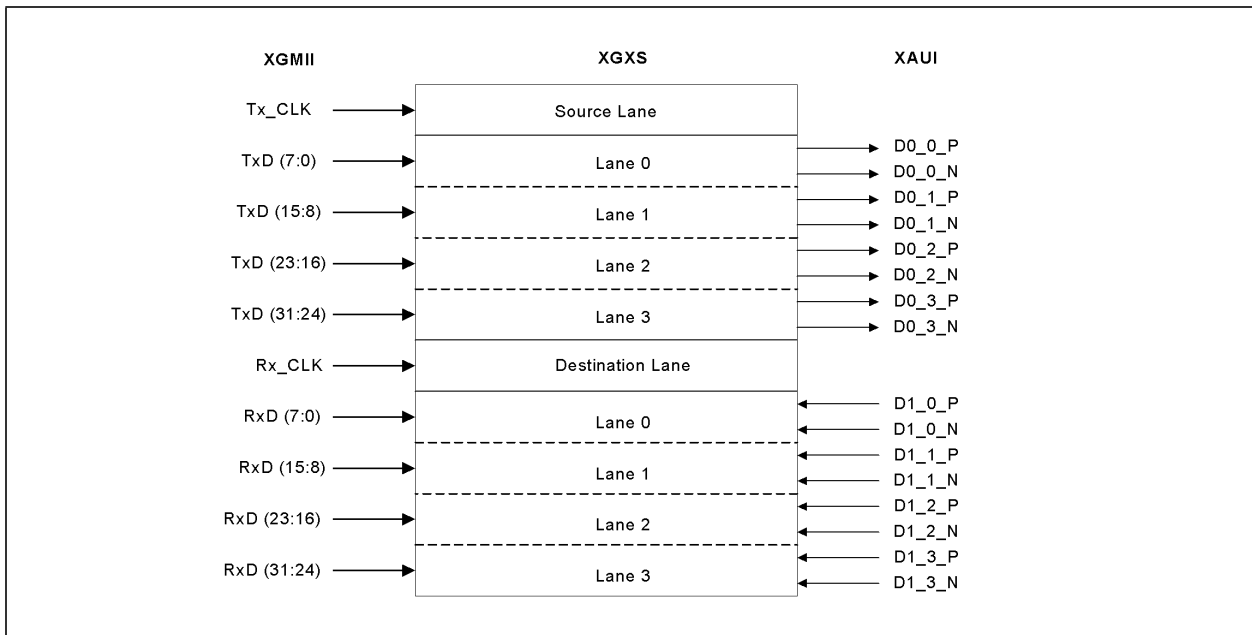 XGMII XGXS XAUI
Tx_CLK Source Lane
D0_0_P
TxD (7:0) Lane 0
D0_0_N
D0_1_P
TxD (15:8) Lane 1
D0_1_N
D0_2_P
TxD (23:16) Lane 2
D0_2_N
D0_3_P
TxD (31:24) Lane 3
D0_3_N
Rx_CLK Destination Lane
D1_0_P
RxD (7:0) Lane 0
D1_0_N
D1_1_P
RxD (15:8) Lane 1
D1_1_N
D1_2_P
RxD (23:16) Lane 2
D1_2_N
D1_3_P
RxD (31:24) Lane 3
D1_3_N